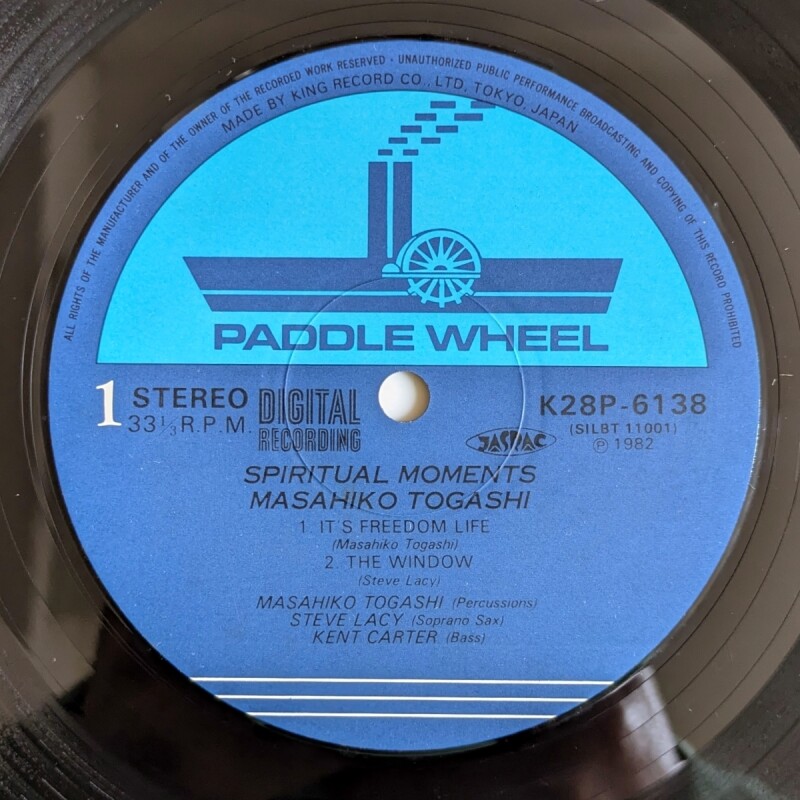 ALL RIGHTS OF THE MANUFACTURER AND OF THE OWNER OF THE RECORDED WORK RESERVED · UNAUTHORIZED PUBLIC PERFORMANCE BROADCASTING AND COPYING OF THIS RECORD PROHIBITED
MADE BY KING RECORD CO., LTD, TOKYO, JAPAN
PADDLE WHEEL
1 STEREO DIGITAL K28P-6138
33⅓ R.P.M. RECORDING JASRAC (SILBT 11001)
Ⓟ 1982
SPIRITUAL MOMENTS
MASAHIKO TOGASHI
1. IT'S FREEDOM LIFE
(Masahiko Togashi)
2. THE WINDOW
(Steve Lacy)
MASAHIKO TOGASHI (Percussions)
STEVE LACY (Soprano Sax)
KENT CARTER (Bass)